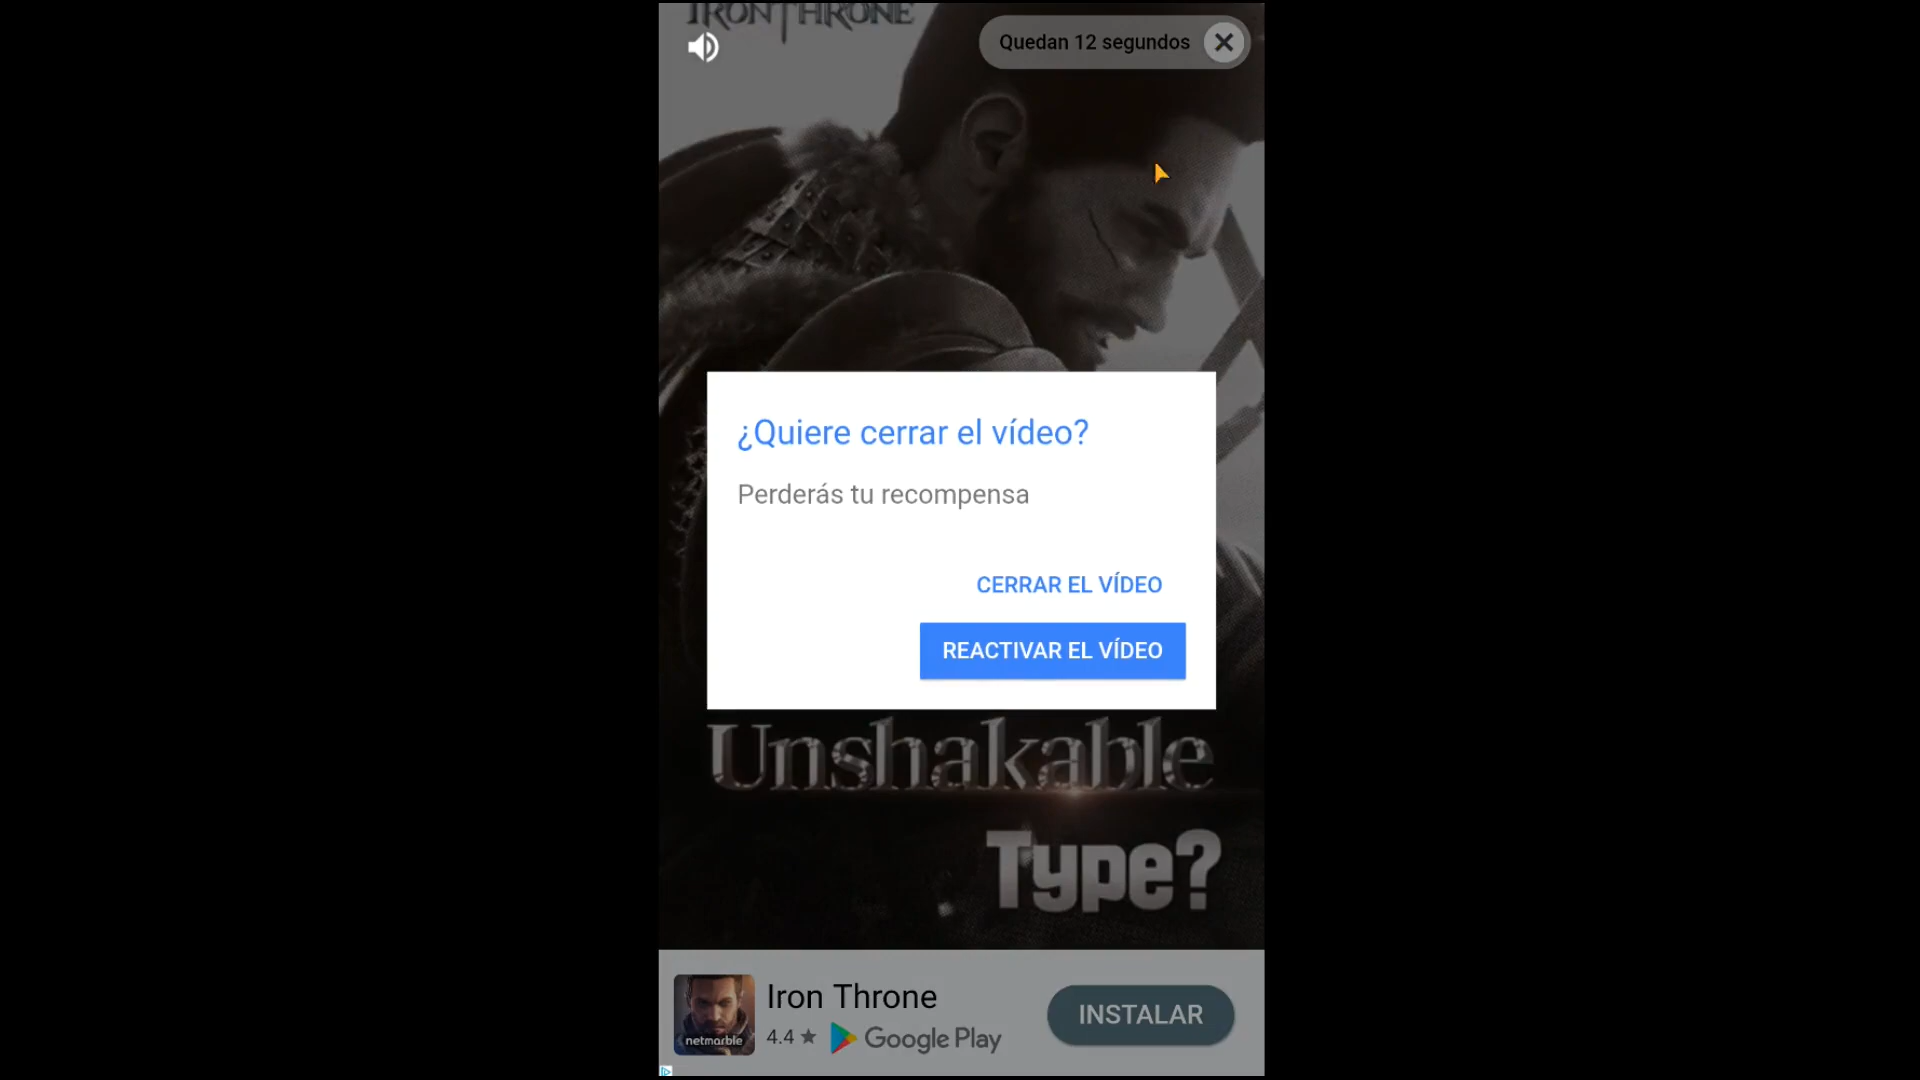 IRON THRONE
Quedan 12 segundos
¿Quiere cerrar el vídeo?
Perderás tu recompensa
CERRAR EL VÍDEO
REACTIVAR EL VÍDEO
Unshakable
Type?
Iron Throne
netmarble
4.4 ★ Google Play
INSTALAR